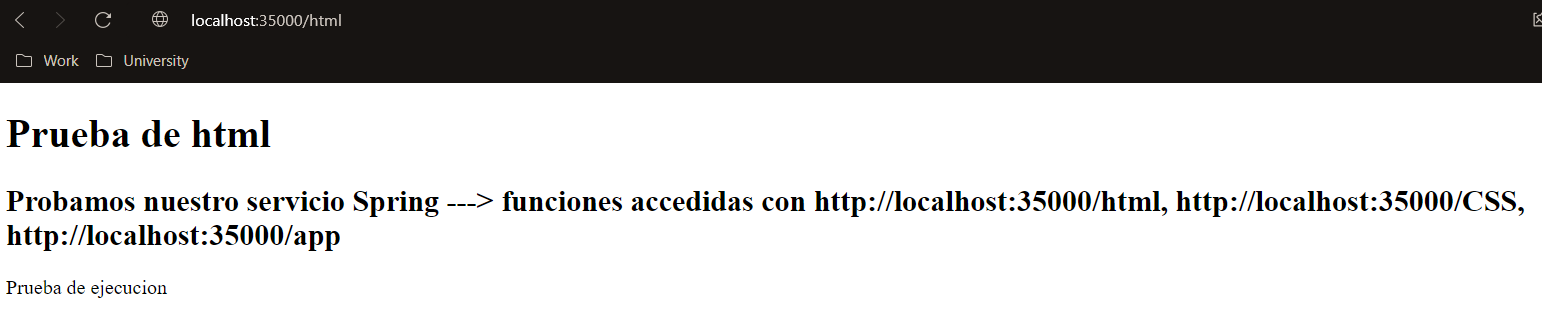 localhost:35000/html
Work University
Prueba de html
Probamos nuestro servicio Spring ---> funciones accedidas con http://localhost:35000/html, http://localhost:35000/CSS,
http://localhost:35000/app
Prueba de ejecucion